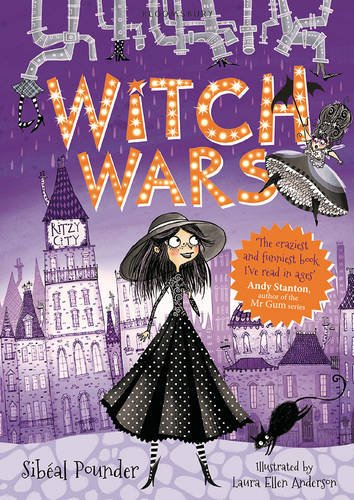 BLOOMSBURY
WiTCH
WARS
RITZY
CITY
'The craziest
and funniest book
I've read in ages'
Andy Stanton,
author of the
Mr Gum series
Sibéal Pounder
Illustrated by
Laura Ellen Anderson